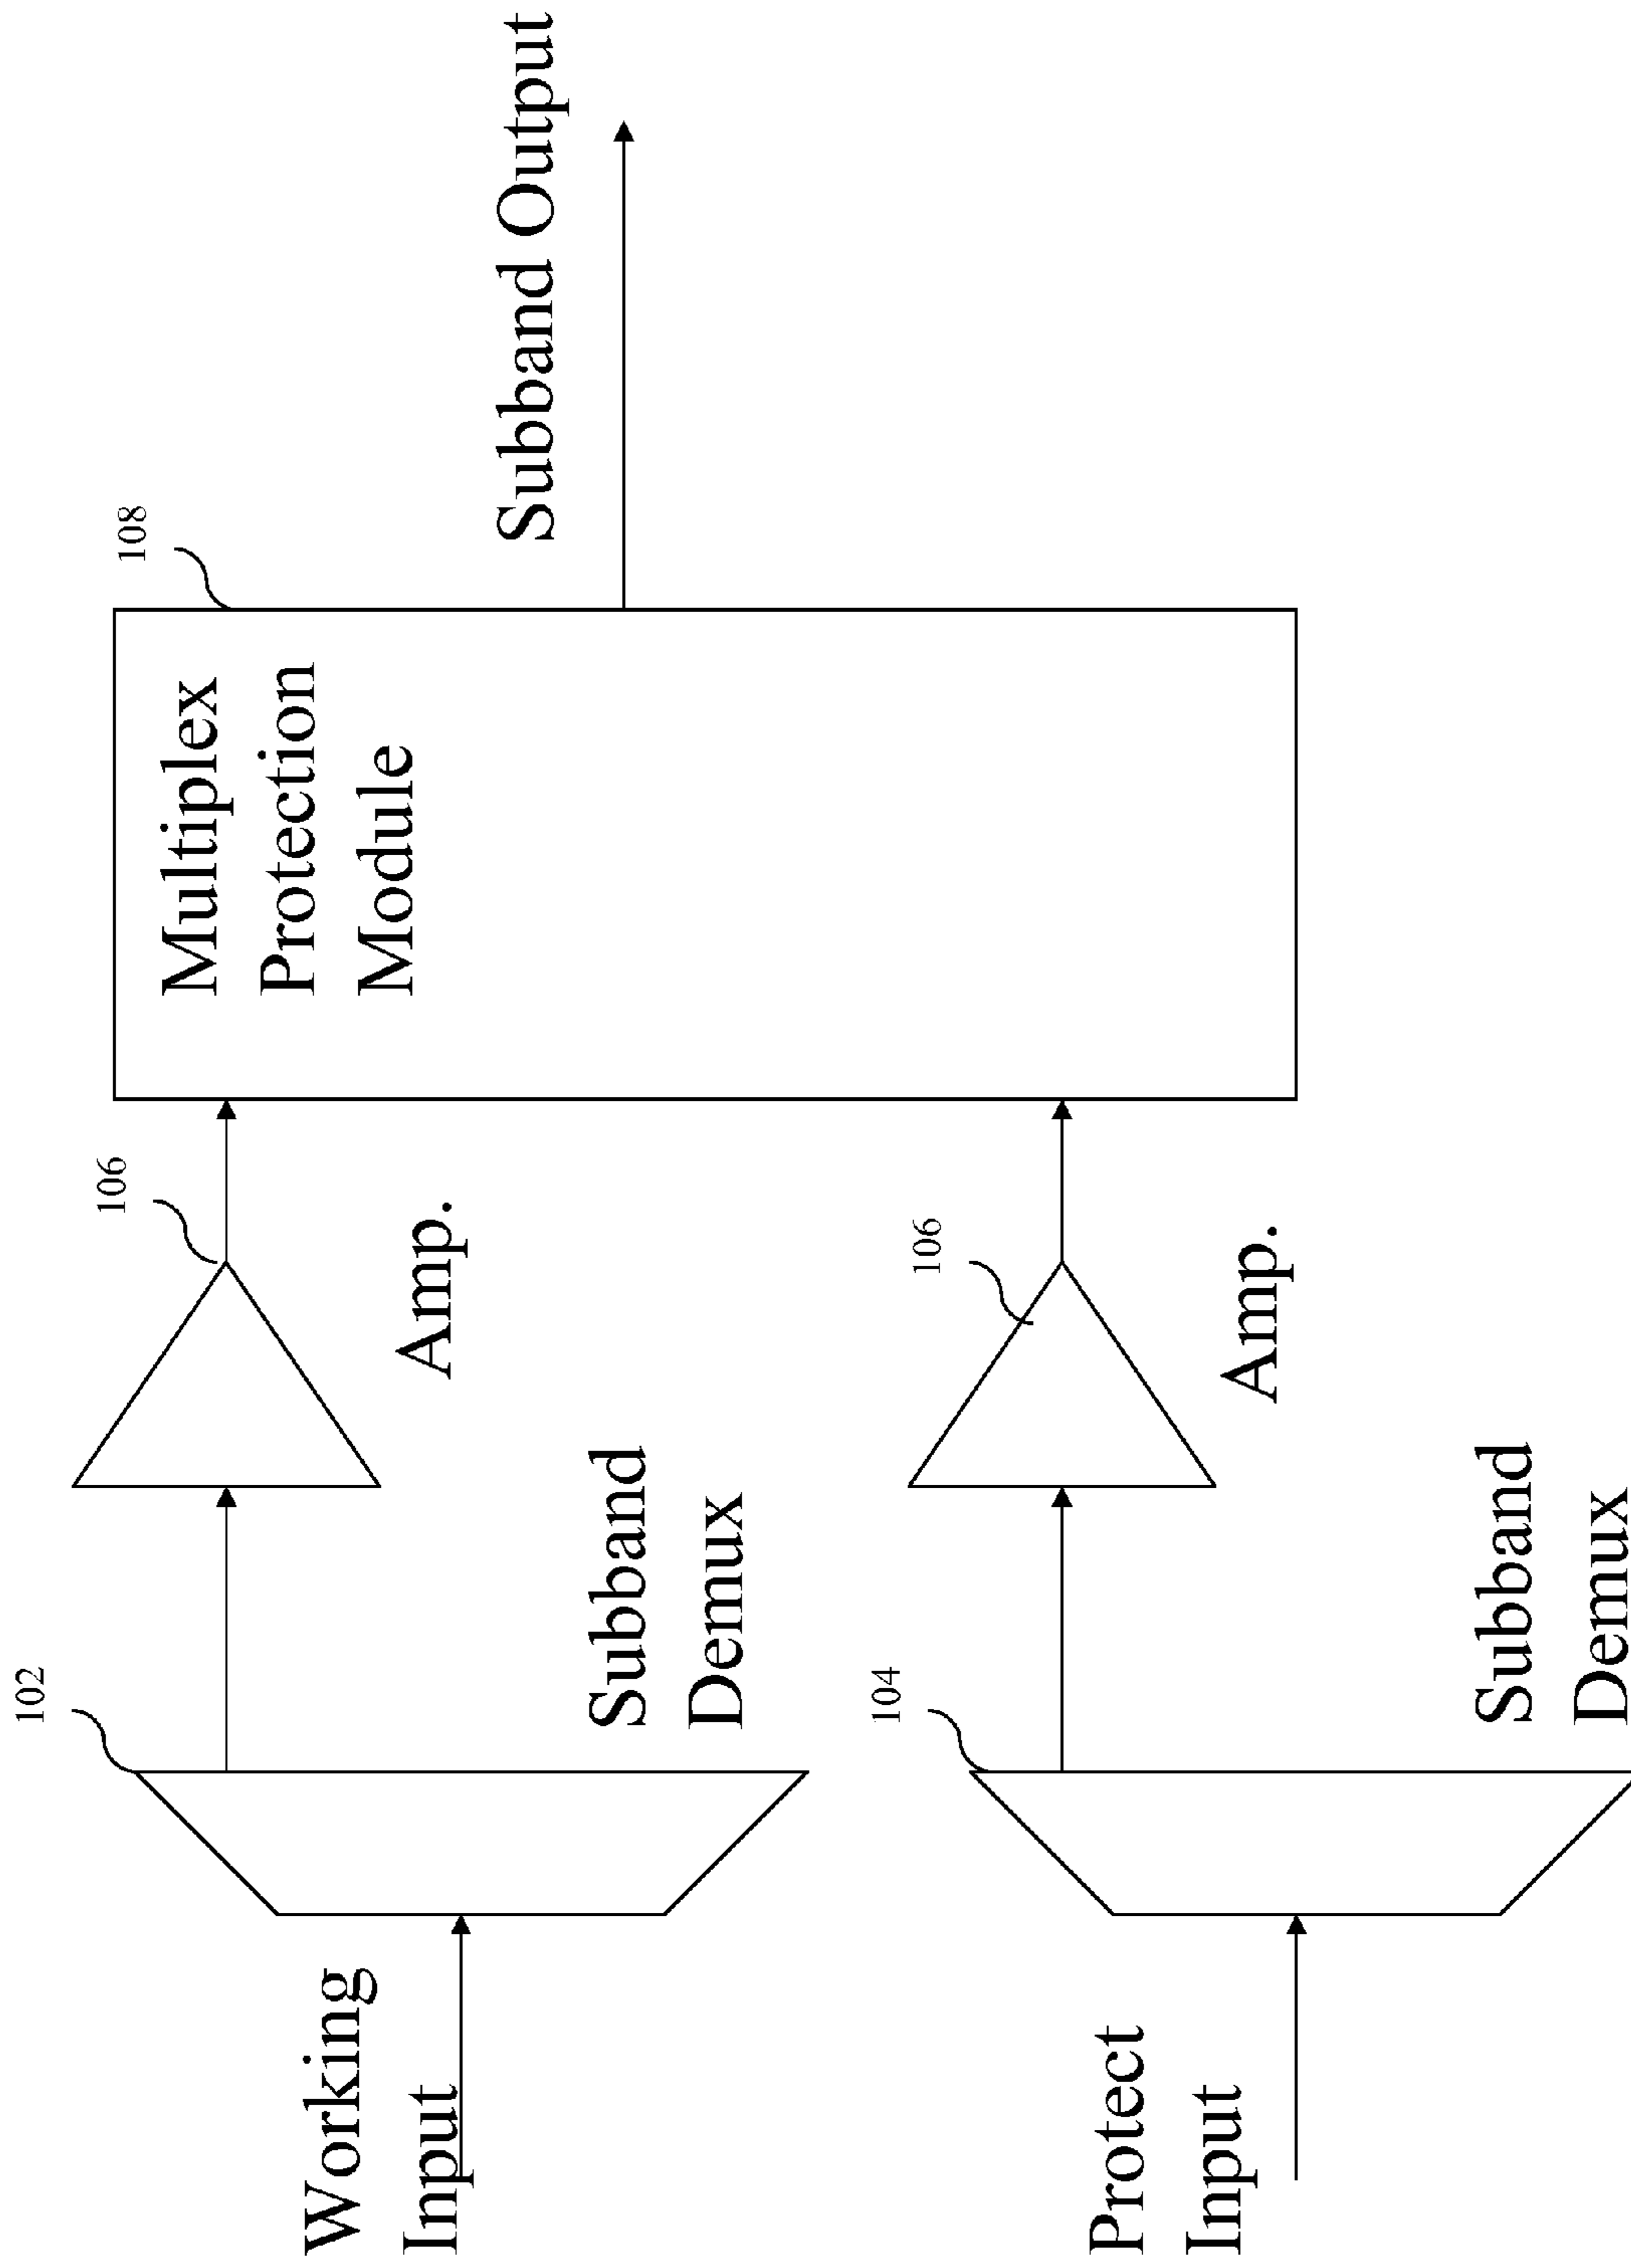 102
106
108
Working
Input
Subband
Demux
Amp.
Multiplex
Protection
Module
Subband Output
104
106
Protect
Input
Subband
Demux
Amp.